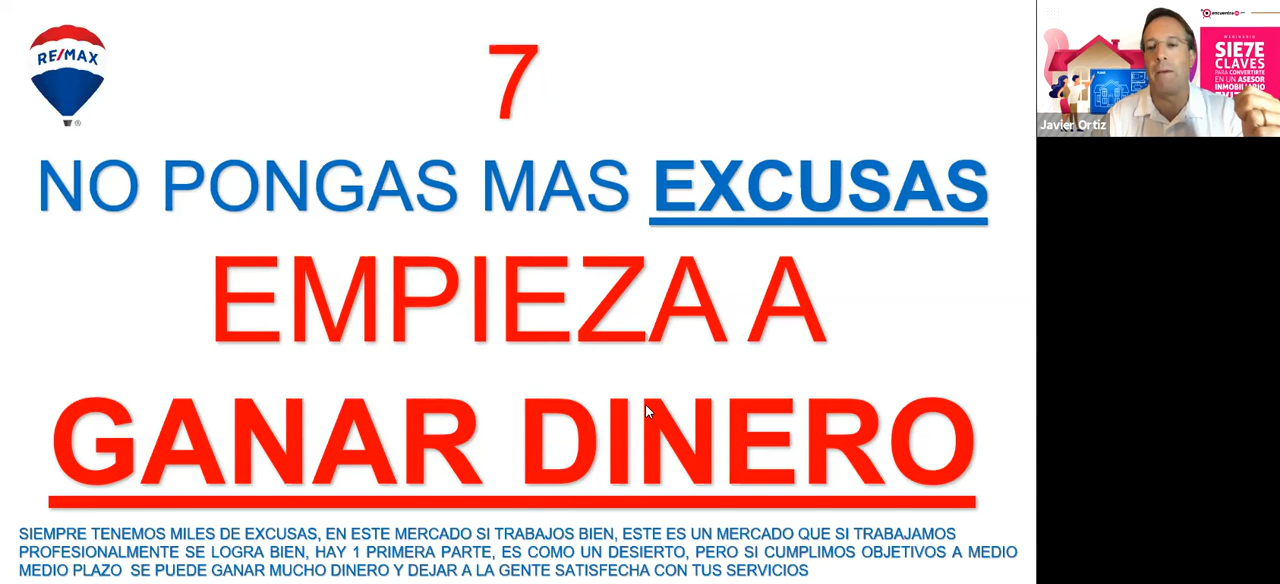 RE/MAX
®
7
NO PONGAS MAS EXCUSAS
EMPIEZA A
GANAR DINERO
SIEMPRE TENEMOS MILES DE EXCUSAS, EN ESTE MERCADO SI TRABAJOS BIEN, ESTE ES UN MERCADO QUE SI TRABAJAMOS
PROFESIONALMENTE SE LOGRA BIEN, HAY 1 PRIMERA PARTE, ES COMO UN DESIERTO, PERO SI CUMPLIMOS OBJETIVOS A MEDIO
MEDIO PLAZO SE PUEDE GANAR MUCHO DINERO Y DEJAR A LA GENTE SATISFECHA CON TUS SERVICIOS
encuentra
WEBINARIO
SIE7E
CLAVES
PARA CONVERTIRTE
EN UN ASESOR
INMOBILIARIO
Javier Ortiz